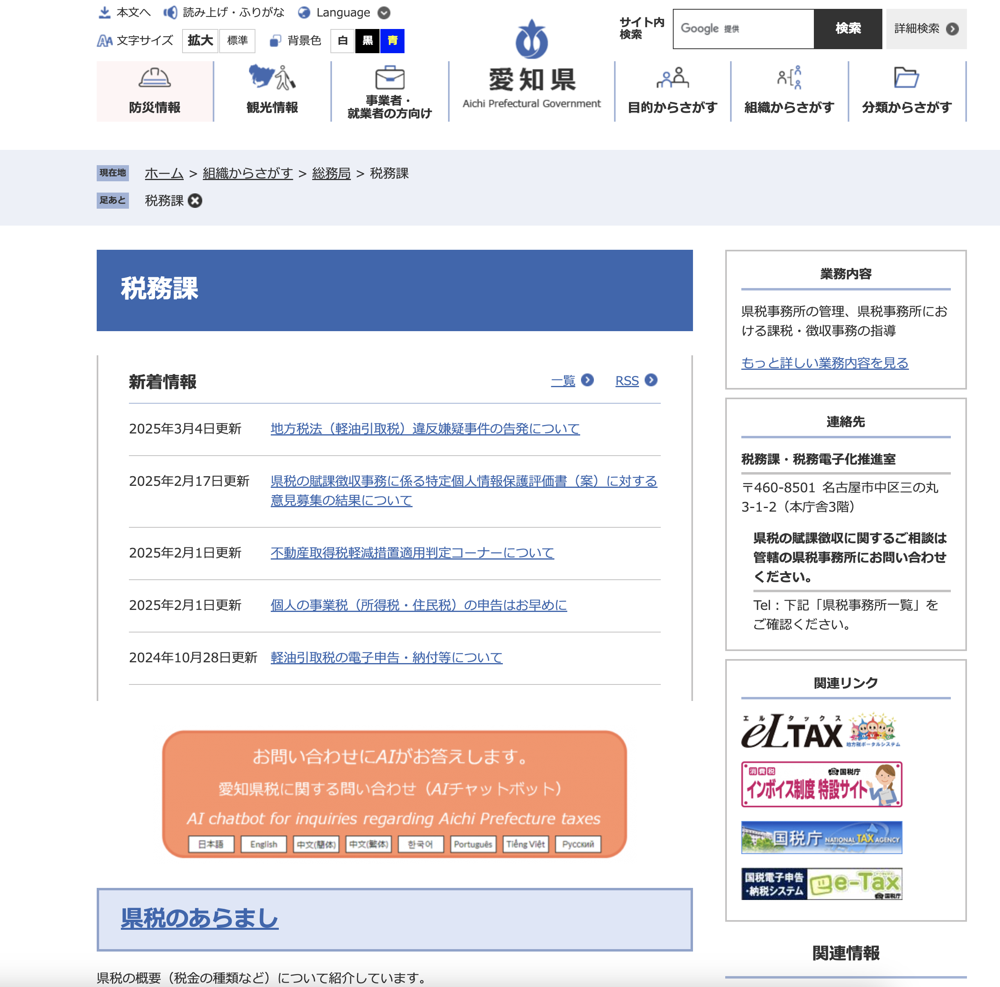 本文へ 読み上げ・ふりがな Language
文字サイズ 拡大 標準 背景色 白 黒 青
サイト内
検索
Google 提供 検索 詳細検索
防災情報
観光情報
事業者・
就業者の方向け
愛知県
Aichi Prefectural Government
目的からさがす
組織からさがす
分類からさがす
現在地 ホーム > 組織からさがす > 総務局 > 税務課
足あと 税務課
税務課
新着情報 一覧 RSS
2025年3月4日更新 地方税法（軽油引取税）違反嫌疑事件の告発について
2025年2月17日更新 県税の賦課徴収事務に係る特定個人情報保護評価書（案）に対する
意見募集の結果について
2025年2月1日更新 不動産取得税軽減措置適用判定コーナーについて
2025年2月1日更新 個人の事業税（所得税・住民税）の申告はお早めに
2024年10月28日更新 軽油引取税の電子申告・納付等について
お問い合わせにAIがお答えします。
愛知県税に関する問い合わせ（AIチャットボット）
AI chatbot for inquiries regarding Aichi Prefecture taxes
日本語 English 中文(簡体) 中文(繁体) 한국어 Português Tiếng Việt Русский
県税のあらまし
県税の概要（税金の種類など）について紹介しています。
業務内容
県税事務所の管理、県税事務所にお
ける課税・徴収事務の指導
もっと詳しい業務内容を見る
連絡先
税務課・税務電子化推進室
〒460-8501 名古屋市中区三の丸
3-1-2（本庁舎3階）
県税の賦課徴収に関するご相談は
管轄の県税事務所にお問い合わせ
ください。
Tel：下記「県税事務所一覧」を
ご確認ください。
関連リンク
エルタックス
eLTAX
地方税ポータルシステム
消費税 国税庁
インボイス制度 特設サイト
国税庁 NATIONAL TAX AGENCY
国税電子申告
・納税システム
e-Tax
国税庁
関連情報